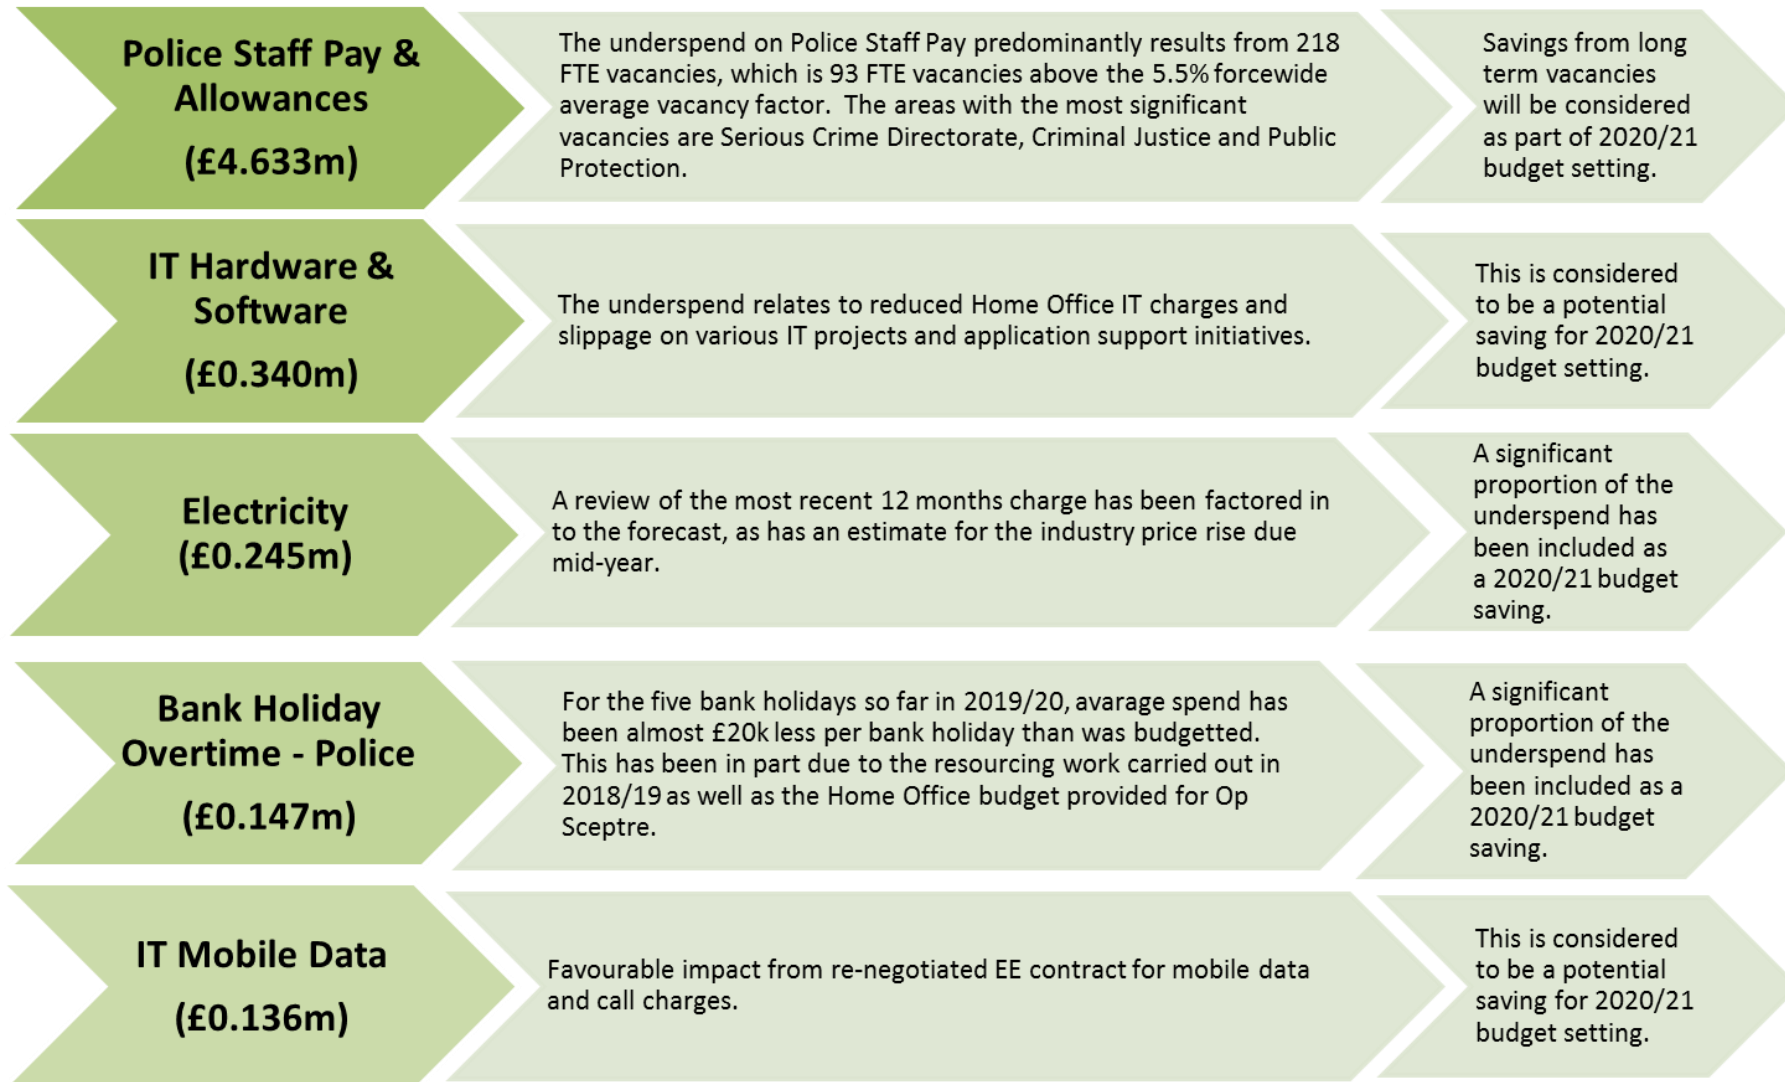 Police Staff Pay &
Allowances
(£4.633m)
The underspend on Police Staff Pay predominantly results from 218
FTE vacancies, which is 93 FTE vacancies above the 5.5% forcewide
average vacancy factor.  The areas with the most significant
vacancies are Serious Crime Directorate, Criminal Justice and Public
Protection.
Savings from long
term vacancies
will be considered
as part of 2020/21
budget setting.
IT Hardware &
Software
(£0.340m)
The underspend relates to reduced Home Office IT charges and
slippage on various IT projects and application support initiatives.
This is considered
to be a potential
saving for 2020/21
budget setting.
Electricity
(£0.245m)
A review of the most recent 12 months charge has been factored in
to the forecast, as has an estimate for the industry price rise due
mid-year.
A significant
proportion of the
underspend has
been included as
a 2020/21 budget
saving.
Bank Holiday
Overtime - Police
(£0.147m)
For the five bank holidays so far in 2019/20, avarage spend has
been almost £20k less per bank holiday than was budgetted.
This has been in part due to the resourcing work carried out in
2018/19 as well as the Home Office budget provided for Op
Sceptre.
A significant
proportion of the
underspend has
been included as a
2020/21 budget
saving.
IT Mobile Data
(£0.136m)
Favourable impact from re-negotiated EE contract for mobile data
and call charges.
This is considered
to be a potential
saving for 2020/21
budget setting.